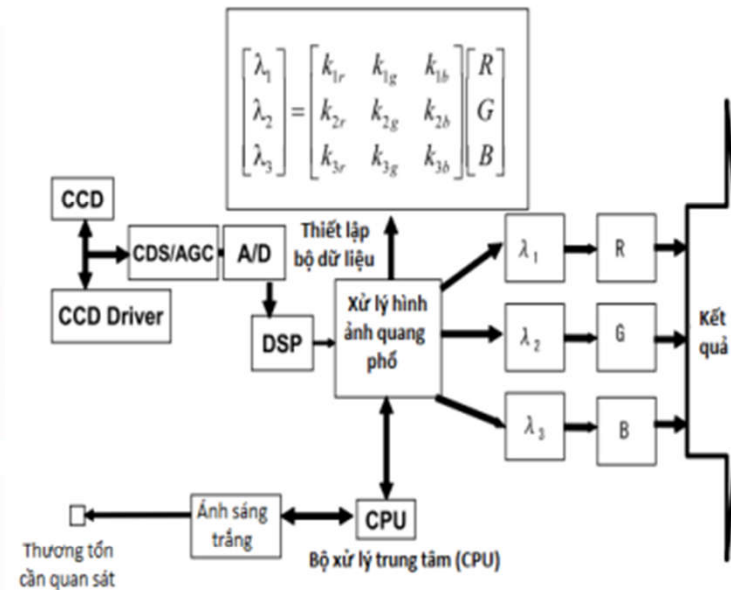 [λ₁] [k₁ᵣ k₁g k₁b] [R]
[λ₂] = [k₂ᵣ k₂g k₂b] [G]
[λ₃] [k₃ᵣ k₃g k₃b] [B]
CCD
CCD Driver
CDS/AGC
A/D
Thiết lập
bộ dữ liệu
DSP
Xử lý hình
ảnh quang
phổ
λ₁
R
λ₂
G
λ₃
B
Kết
quả
Ánh sáng
trắng
CPU
Bộ xử lý trung tâm (CPU)
Thương tổn
cần quan sát